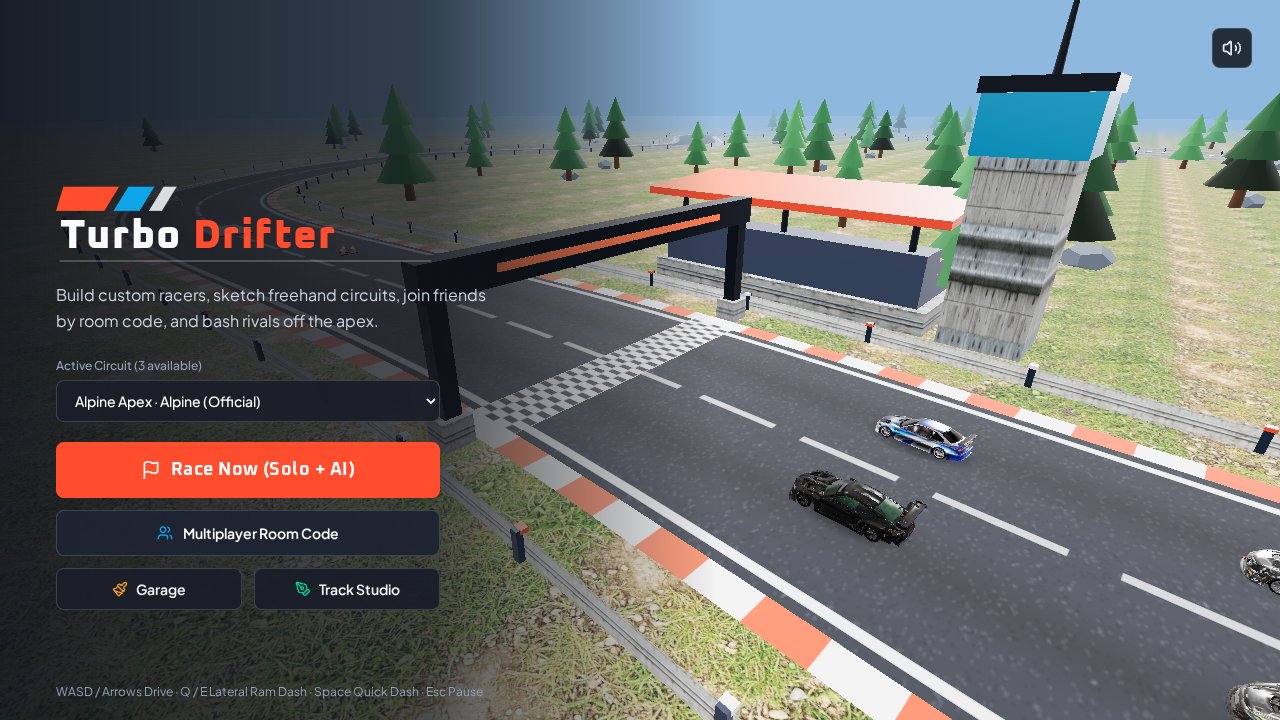 Turbo Drifter
Build custom racers, sketch freehand circuits, join friends
by room code, and bash rivals off the apex.
Active Circuit (3 available)
Alpine Apex · Alpine (Official)
Race Now (Solo + AI)
Multiplayer Room Code
Garage
Track Studio
WASD / Arrows Drive · Q / E Lateral Ram Dash · Space Quick Dash · Esc Pause